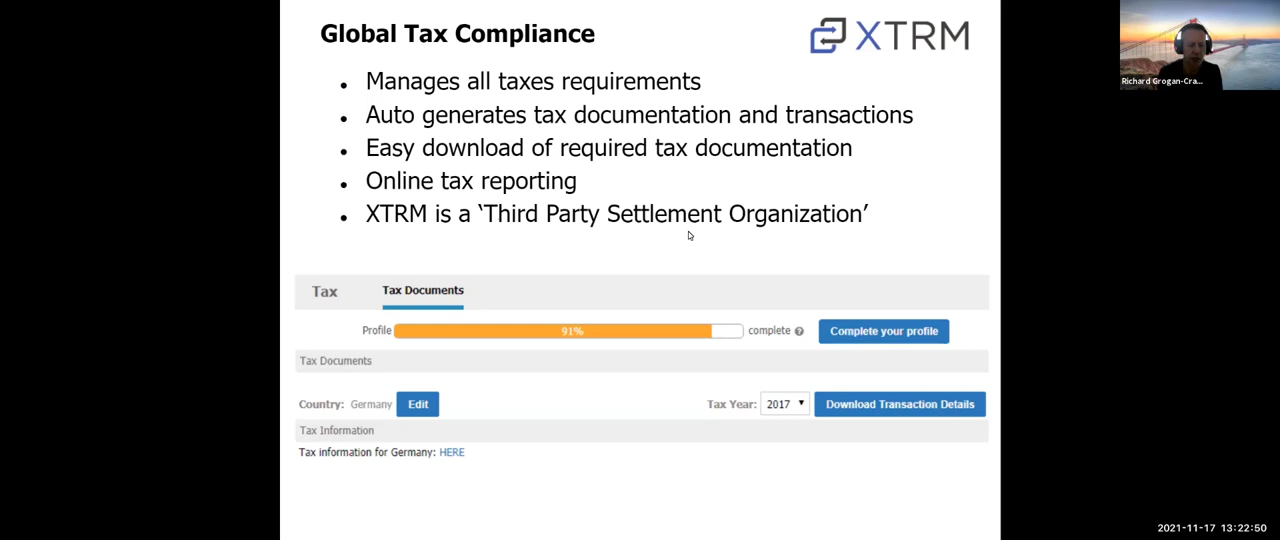 Global Tax Compliance
XTRM
Richard Grogan-Cra...
• Manages all taxes requirements
• Auto generates tax documentation and transactions
• Easy download of required tax documentation
• Online tax reporting
• XTRM is a ‘Third Party Settlement Organization’
Tax Tax Documents
Profile 91% complete ? Complete your profile
Tax Documents
Country: Germany Edit Tax Year: 2017 Download Transaction Details
Tax Information
Tax information for Germany: HERE
2021-11-17 13:22:50